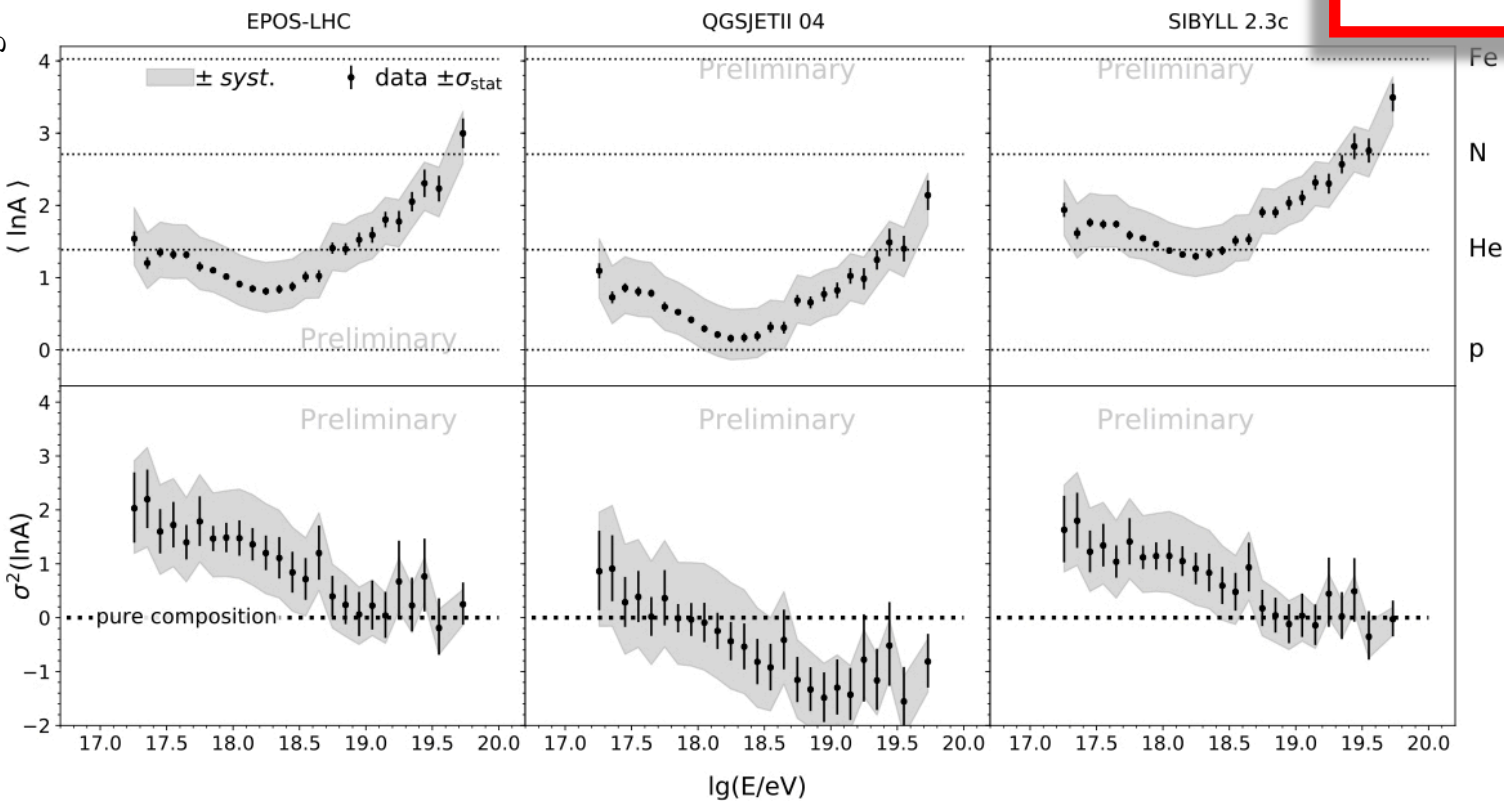 EPOS-LHC QGSJETII 04 SIBYLL 2.3c
4 ± syst. data ±σstat Preliminary Preliminary Fe
3
N
⟨ lnA ⟩
2
He
1
Preliminary
0 p
4 Preliminary Preliminary Preliminary
3
2
σ²(lnA)
1
0 pure composition
−1
−2
17.0 17.5 18.0 18.5 19.0 19.5 20.0 17.0 17.5 18.0 18.5 19.0 19.5 20.0 17.0 17.5 18.0 18.5 19.0 19.5 20.0
lg(E/eV)